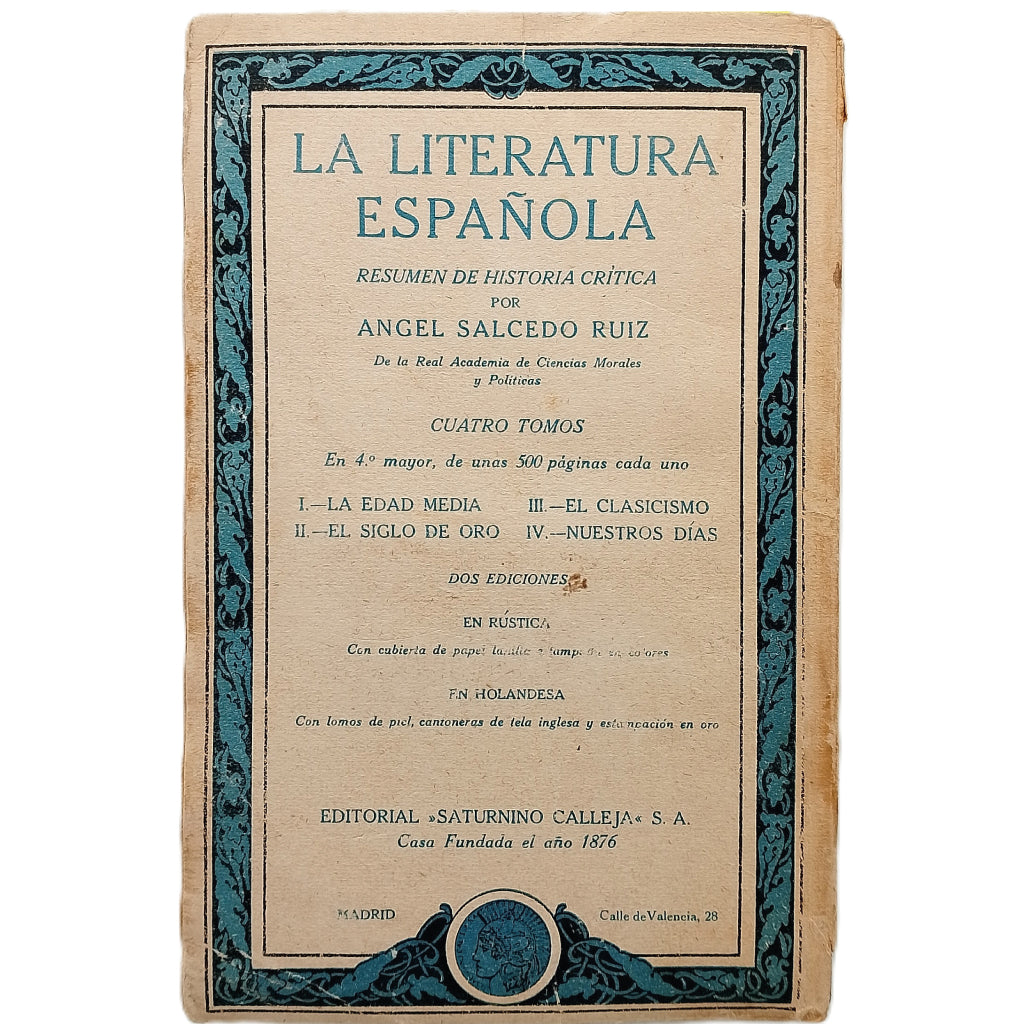 LA LITERATURA
ESPAÑOLA
RESUMEN DE HISTORIA CRÍTICA
POR
ANGEL SALCEDO RUIZ
De la Real Academia de Ciencias Morales
y Políticas
CUATRO TOMOS
En 4.º mayor, de unas 500 páginas cada uno
I.—LA EDAD MEDIA III.—EL CLASICISMO
II.—EL SIGLO DE ORO IV.—NUESTROS DÍAS
DOS EDICIONES
EN RÚSTICA
Con cubierta de papel en colores
EN HOLANDESA
Con lomos de piel, cantoneras de tela inglesa y estampación en oro
EDITORIAL »SATURNINO CALLEJA« S. A.
Casa Fundada el año 1876
MADRID Calle de Valencia, 28